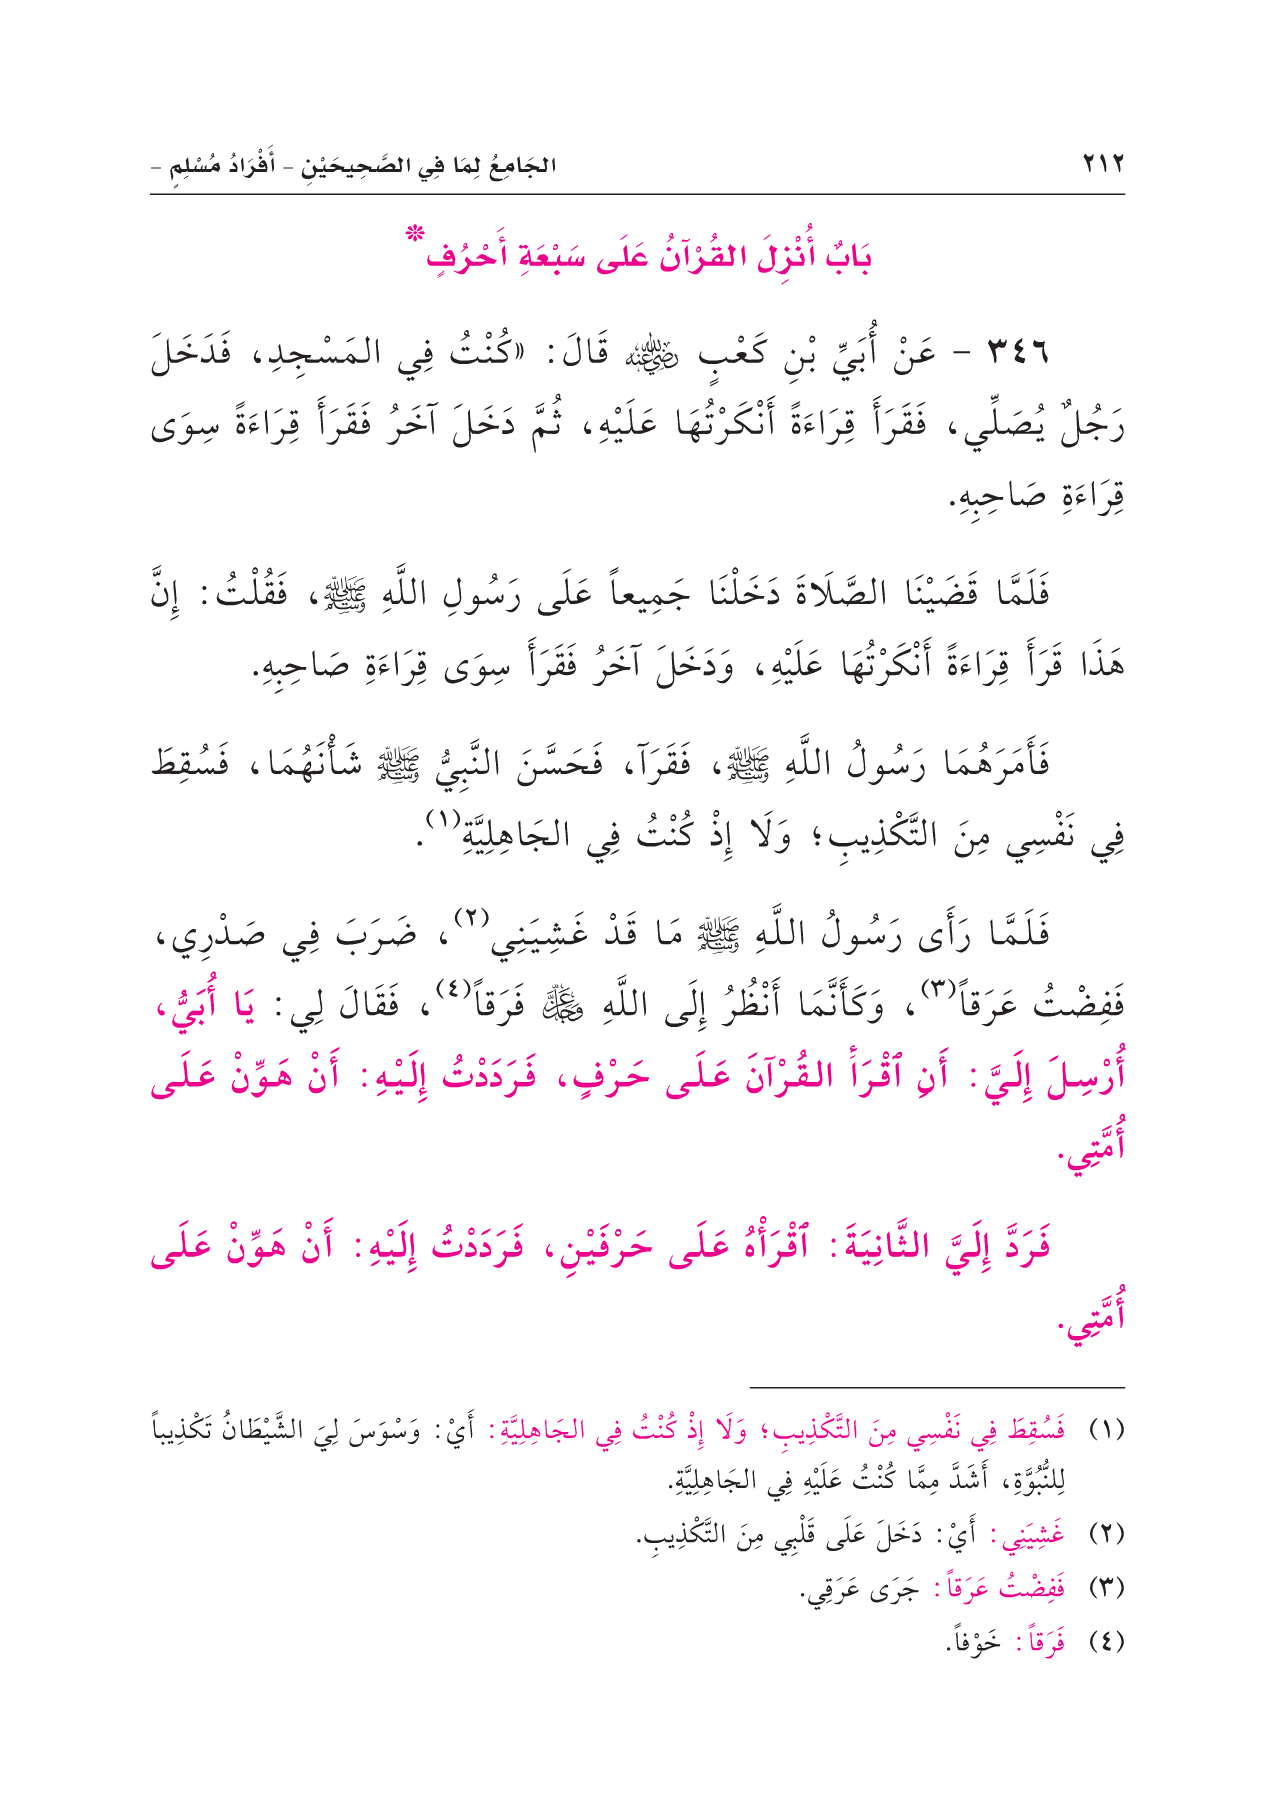 ٢١٢
الجَامِعُ لِمَا فِي الصَّحِيحَيْنِ – أَفْرَادُ مُسْلِمٍ –
بَابٌ أُنْزِلَ القُرْآنُ عَلَى سَبْعَةِ أَحْرُفٍ*
٣٤٦ – عَنْ أُبَيِّ بْنِ كَعْبٍ ﵁ قَالَ: «كُنْتُ فِي المَسْجِدِ، فَدَخَلَ
رَجُلٌ يُصَلِّي، فَقَرَأَ قِرَاءَةً أَنْكَرْتُهَا عَلَيْهِ، ثُمَّ دَخَلَ آخَرُ فَقَرَأَ قِرَاءَةً سِوَى
قِرَاءَةِ صَاحِبِهِ.
فَلَمَّا قَضَيْنَا الصَّلَاةَ دَخَلْنَا جَمِيعاً عَلَى رَسُولِ اللَّهِ ﷺ، فَقُلْتُ: إِنَّ
هَذَا قَرَأَ قِرَاءَةً أَنْكَرْتُهَا عَلَيْهِ، وَدَخَلَ آخَرُ فَقَرَأَ سِوَى قِرَاءَةِ صَاحِبِهِ.
فَأَمَرَهُمَا رَسُولُ اللَّهِ ﷺ، فَقَرَآ، فَحَسَّنَ النَّبِيُّ ﷺ شَأْنَهُمَا، فَسُقِطَ
فِي نَفْسِي مِنَ التَّكْذِيبِ؛ وَلَا إِذْ كُنْتُ فِي الجَاهِلِيَّةِ(١).
فَلَمَّا رَأَى رَسُولُ اللَّهِ ﷺ مَا قَدْ غَشِيَنِي(٢)، ضَرَبَ فِي صَدْرِي،
فَفِضْتُ عَرَقاً(٣)، وَكَأَنَّمَا أَنْظُرُ إِلَى اللَّهِ ﷿ فَرَقاً(٤)، فَقَالَ لِي: يَا أُبَيُّ،
أُرْسِلَ إِلَيَّ: أَنِ ٱقْرَأْ القُرْآنَ عَلَى حَرْفٍ، فَرَدَدْتُ إِلَيْهِ: أَنْ هَوِّنْ عَلَى
أُمَّتِي.
فَرَدَّ إِلَيَّ الثَّانِيَةَ: ٱقْرَأْهُ عَلَى حَرْفَيْنِ، فَرَدَدْتُ إِلَيْهِ: أَنْ هَوِّنْ عَلَى
أُمَّتِي.
(١) فَسُقِطَ فِي نَفْسِي مِنَ التَّكْذِيبِ؛ وَلَا إِذْ كُنْتُ فِي الجَاهِلِيَّةِ: أَيْ: وَسْوَسَ لِيَ الشَّيْطَانُ تَكْذِيباً
لِلنُّبُوَّةِ، أَشَدَّ مِمَّا كُنْتُ عَلَيْهِ فِي الجَاهِلِيَّةِ.
(٢) غَشِيَنِي: أَيْ: دَخَلَ عَلَى قَلْبِي مِنَ التَّكْذِيبِ.
(٣) فَفِضْتُ عَرَقاً: جَرَى عَرَقِي.
(٤) فَرَقاً: خَوْفاً.